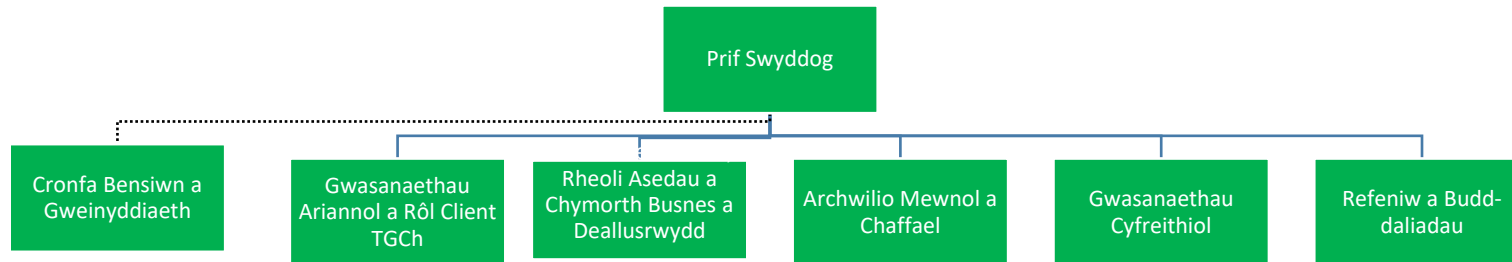 Prif Swyddog
Cronfa Bensiwn a
Gweinyddiaeth
Gwasanaethau
Ariannol a Rôl Client
TGCh
Rheoli Asedau a
Chymorth Busnes a
Deallusrwydd
Archwilio Mewnol a
Chaffael
Gwasanaethau
Cyfreithiol
Refeniw a Budd-
daliadau